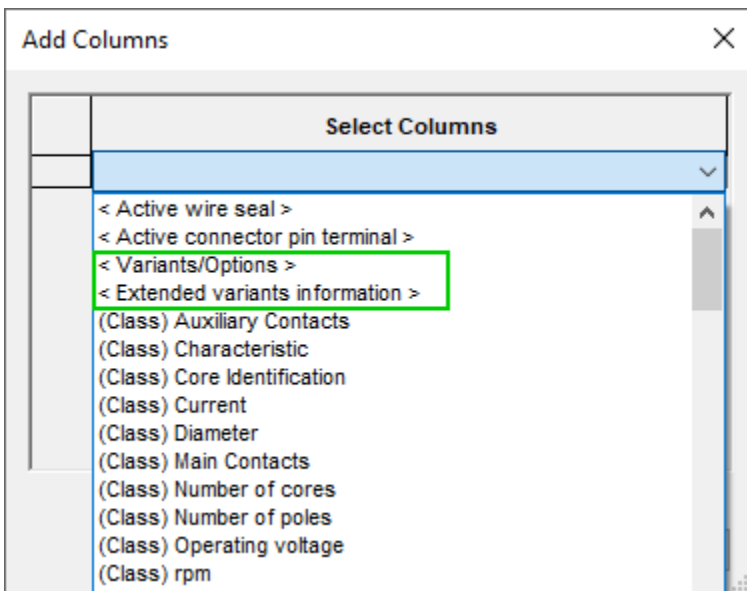 Add Columns
Select Columns
< Active wire seal >
< Active connector pin terminal >
< Variants/Options >
< Extended variants information >
(Class) Auxiliary Contacts
(Class) Characteristic
(Class) Core Identification
(Class) Current
(Class) Diameter
(Class) Main Contacts
(Class) Number of cores
(Class) Number of poles
(Class) Operating voltage
(Class) rpm